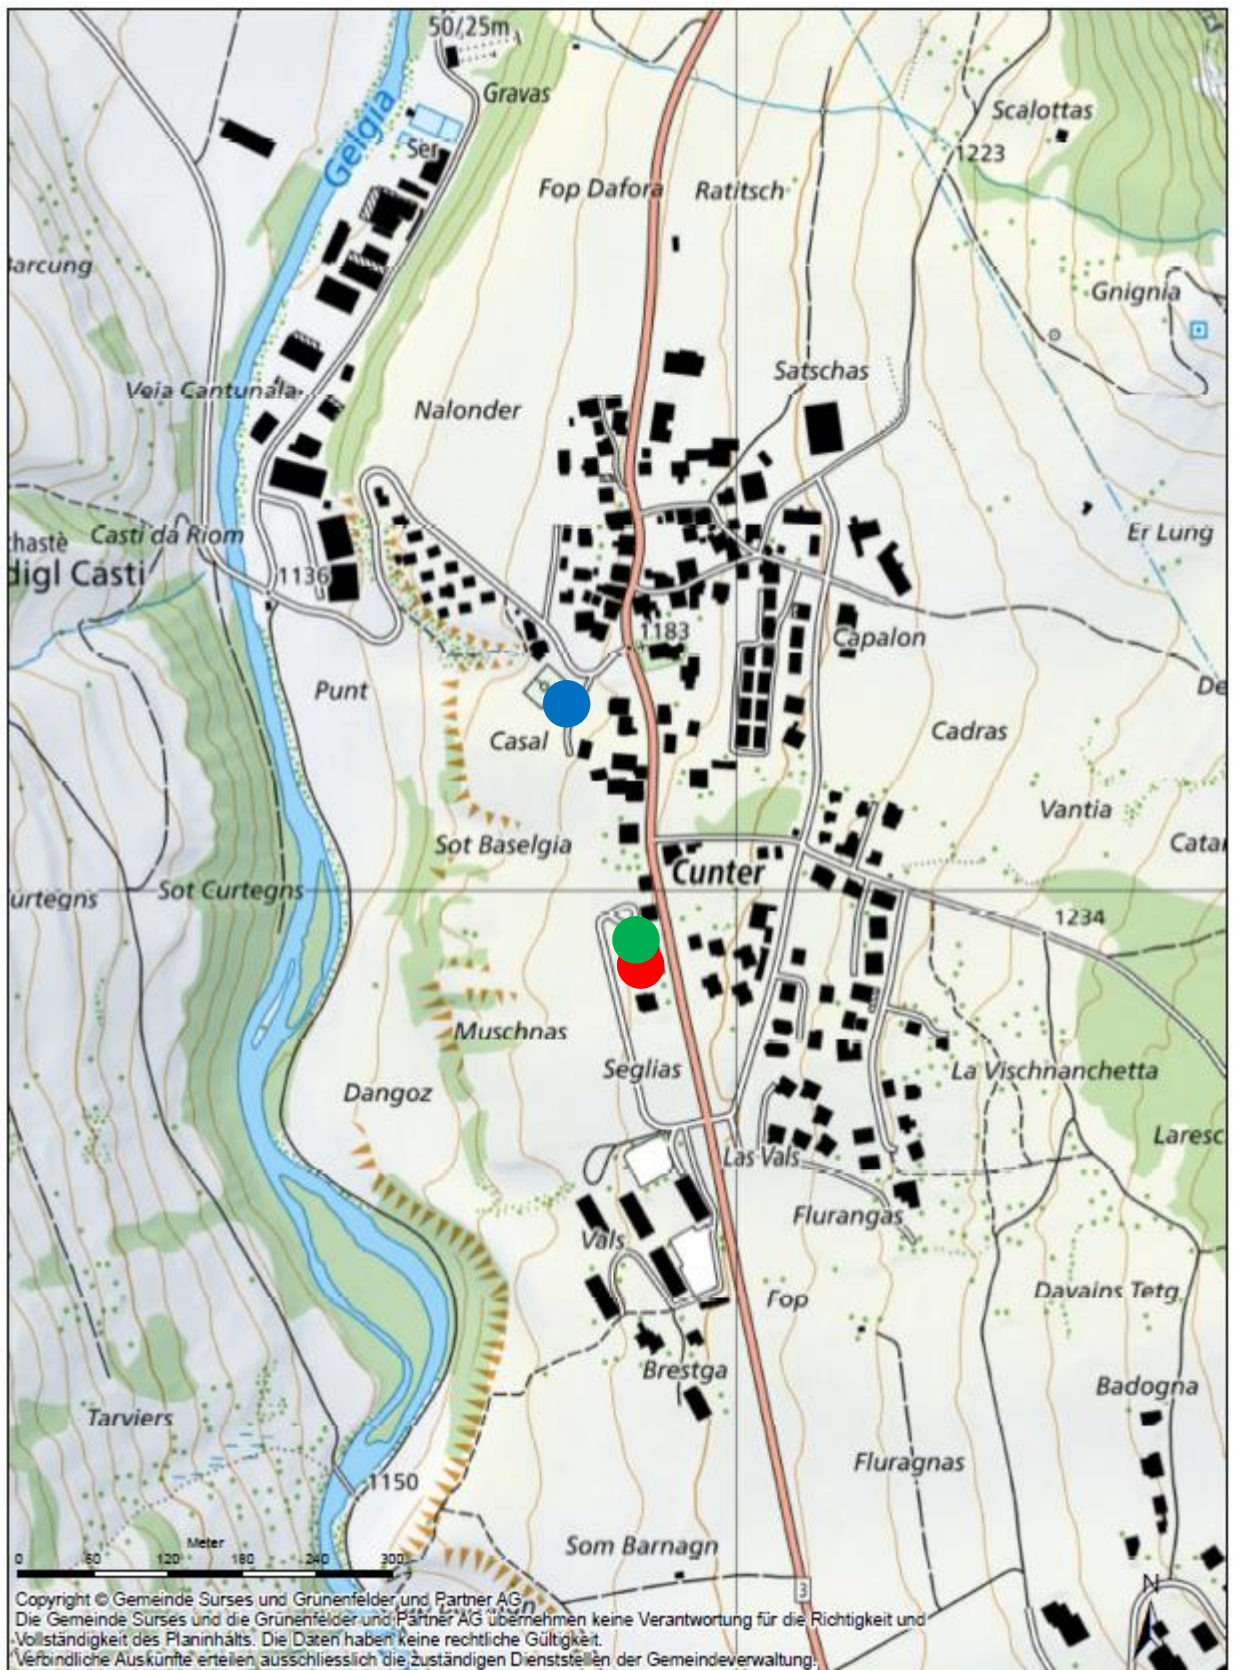 50/25m
Gravas
Scalottas
Gelgia
Ser
1223
Fop Dafora
Ratitsch
Barcung
Gnignia
Satschas
Veia Cantunala
Nalonder
Casti da Riom
Er Lung
digl Casti
1136
1183
Capalon
Punt
Casal
Cadras
Vantia
Sot Baselgia
Cunter
Sot Curtegns
1234
Muschnas
Seglias
La Vischnanchetta
Dangoz
Laresc
Las Vals
Flurangas
Vals
Fop
Davains Tetg
Brestga
Badogna
Tarviers
Fluragnas
1150
Som Barnagn
3
Meter
0 60 120 180 240 300
N
Copyright © Gemeinde Surses und Grünenfelder und Partner AG
Die Gemeinde Surses und die Grünenfelder und Partner AG übernehmen keine Verantwortung für die Richtigkeit und
Vollständigkeit des Planinhalts. Die Daten haben keine rechtliche Gültigkeit.
Verbindliche Auskünfte erteilen ausschliesslich die zuständigen Dienststellen der Gemeindeverwaltung.